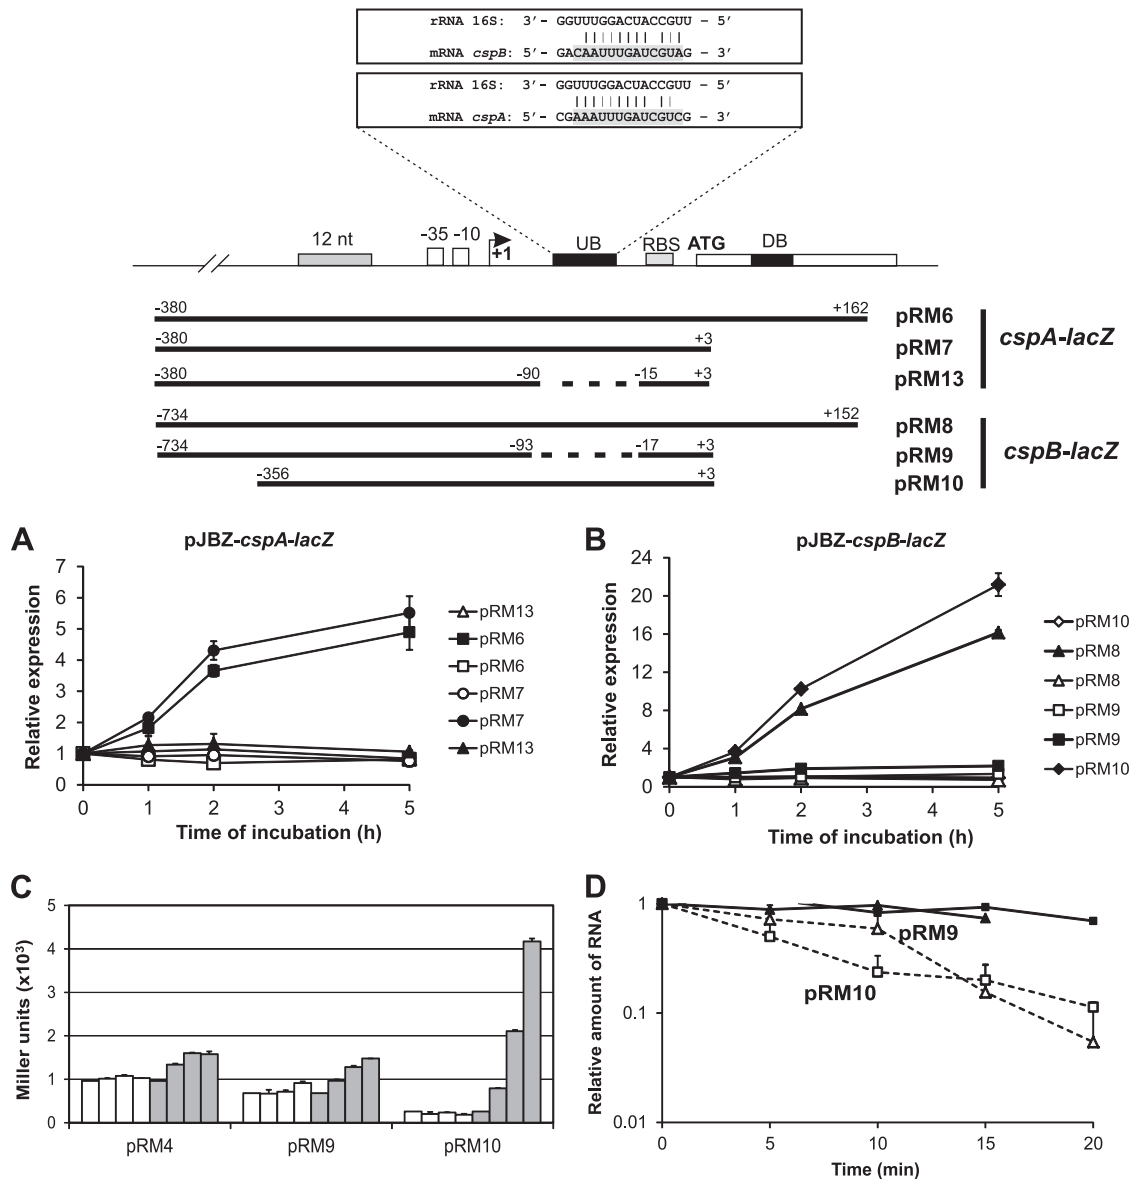 rRNA 16S: 3'- GGUUUGGACUACCGUU – 5'
mRNA cspB: 5'- GACAAUUUGAUCGUAG – 3'
rRNA 16S: 3'- GGUUUGGACUACCGUU – 5'
mRNA cspA: 5'- CGAAAUUUGAUCGUCG – 3'
12 nt
-35
-10
+1
UB
RBS
ATG
DB
-380 +162 pRM6
-380 +3 pRM7
-380 -90 -15 +3 pRM13
cspA-lacZ
-734 +152 pRM8
-734 -93 -17 +3 pRM9
-356 +3 pRM10
cspB-lacZ
A
pJBZ-cspA-lacZ
Relative expression
7
6
5
4
3
2
1
0
0 1 2 3 4 5
Time of incubation (h)
pRM13
pRM6
pRM6
pRM7
pRM7
pRM13
B
pJBZ-cspB-lacZ
Relative expression
24
20
16
12
8
4
0
0 1 2 3 4 5
Time of incubation (h)
pRM10
pRM8
pRM8
pRM9
pRM9
pRM10
C
Miller units (x10³)
5
4
3
2
1
0
pRM4 pRM9 pRM10
D
Relative amount of RNA
1
0.1
0.01
pRM9
pRM10
0 5 10 15 20
Time (min)